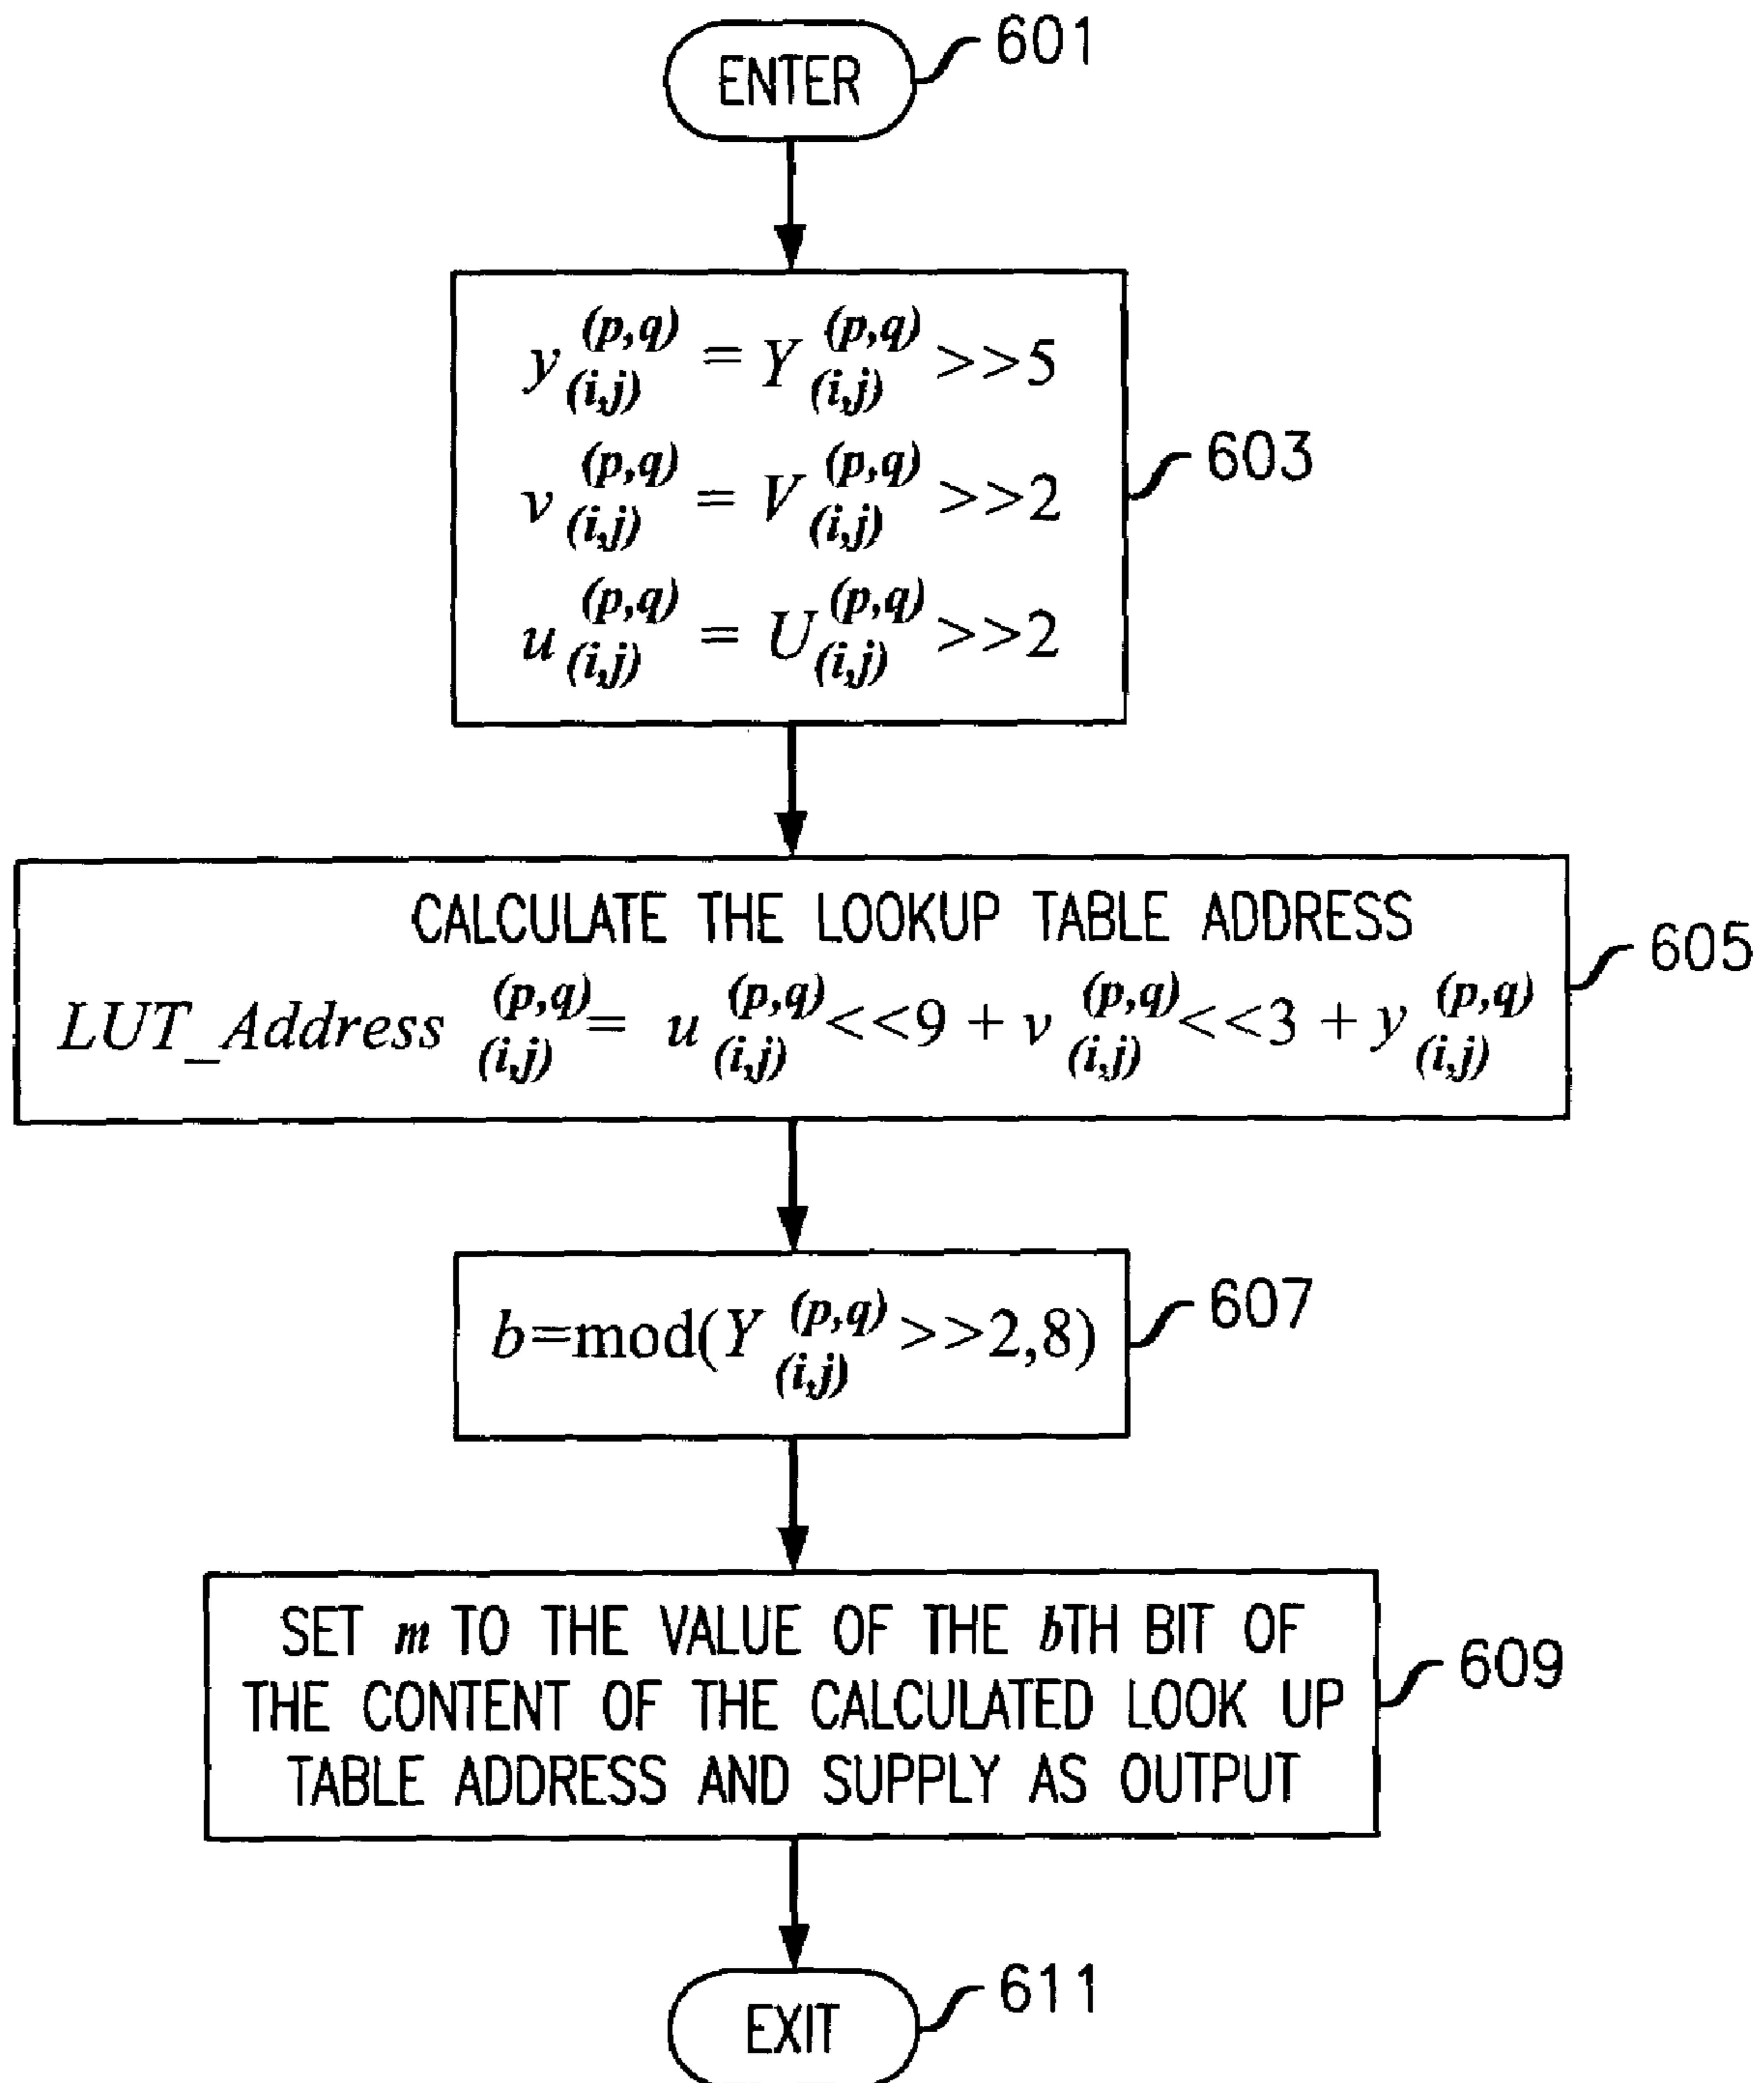 ENTER 601
y(i,j)(p,q) = Y(i,j)(p,q) >>5
v(i,j)(p,q) = V(i,j)(p,q) >>2
u(i,j)(p,q) = U(i,j)(p,q) >>2
603
CALCULATE THE LOOKUP TABLE ADDRESS
LUT_Address (i,j)(p,q) = u(i,j)(p,q) <<9 + v(i,j)(p,q) <<3 + y(i,j)(p,q)
605
b=mod(Y(i,j)(p,q) >>2,8)
607
SET m TO THE VALUE OF THE bTH BIT OF
THE CONTENT OF THE CALCULATED LOOK UP
TABLE ADDRESS AND SUPPLY AS OUTPUT
609
EXIT 611